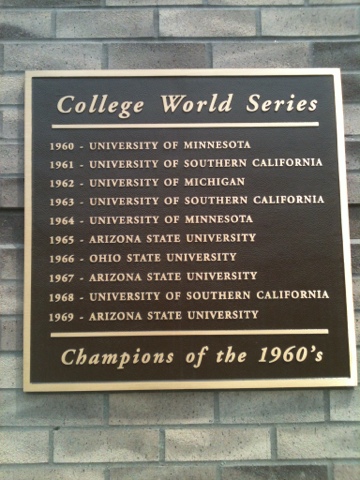 College World Series
1960 - UNIVERSITY OF MINNESOTA
1961 - UNIVERSITY OF SOUTHERN CALIFORNIA
1962 - UNIVERSITY OF MICHIGAN
1963 - UNIVERSITY OF SOUTHERN CALIFORNIA
1964 - UNIVERSITY OF MINNESOTA
1965 - ARIZONA STATE UNIVERSITY
1966 - OHIO STATE UNIVERSITY
1967 - ARIZONA STATE UNIVERSITY
1968 - UNIVERSITY OF SOUTHERN CALIFORNIA
1969 - ARIZONA STATE UNIVERSITY
Champions of the 1960's